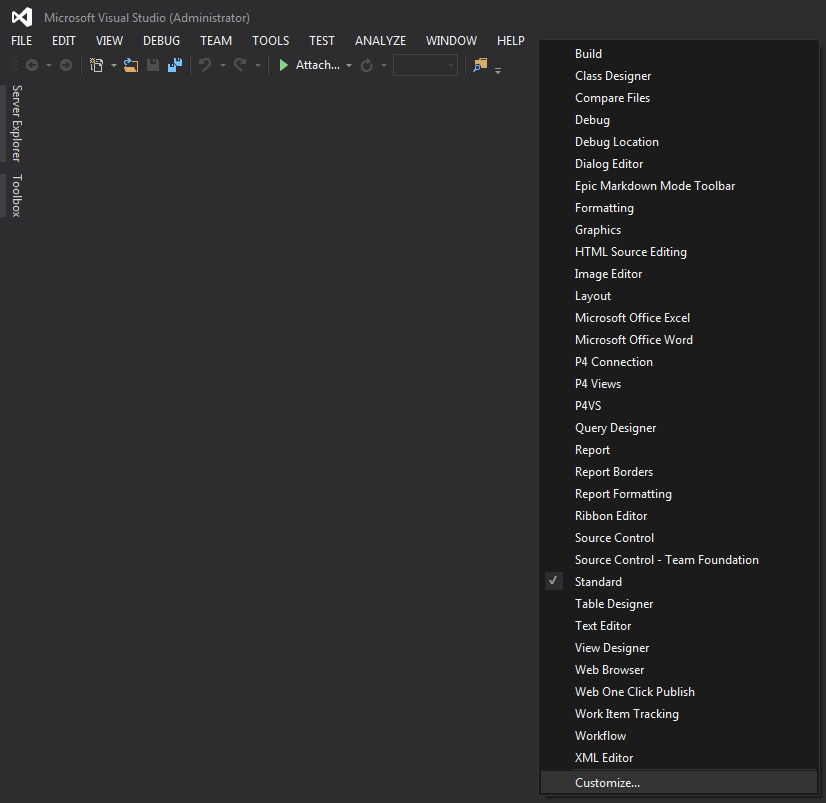 Microsoft Visual Studio (Administrator)
FILE EDIT VIEW DEBUG TEAM TOOLS TEST ANALYZE WINDOW HELP
Attach...
Server Explorer
Toolbox
Build
Class Designer
Compare Files
Debug
Debug Location
Dialog Editor
Epic Markdown Mode Toolbar
Formatting
Graphics
HTML Source Editing
Image Editor
Layout
Microsoft Office Excel
Microsoft Office Word
P4 Connection
P4 Views
P4VS
Query Designer
Report
Report Borders
Report Formatting
Ribbon Editor
Source Control
Source Control - Team Foundation
Standard
Table Designer
Text Editor
View Designer
Web Browser
Web One Click Publish
Work Item Tracking
Workflow
XML Editor
Customize...